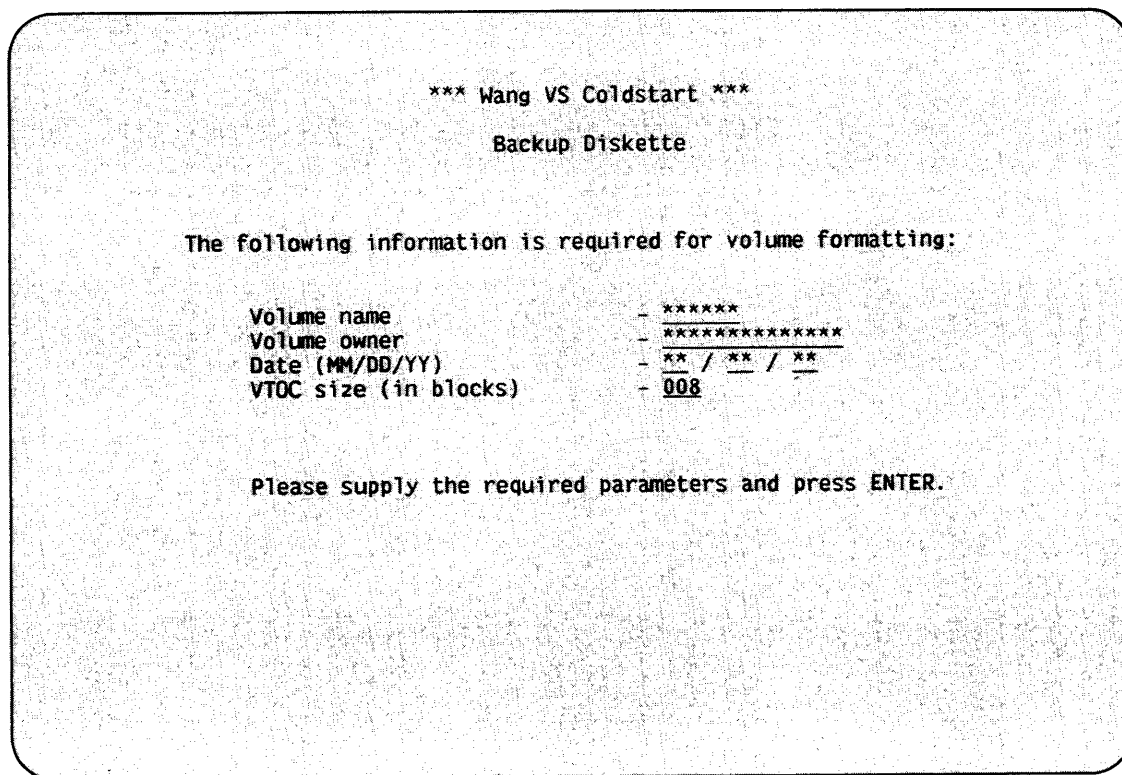 *** Wang VS Coldstart ***
Backup Diskette
The following information is required for volume formatting:
Volume name - ******
Volume owner - **************
Date (MM/DD/YY) - ** / ** / **
VTOC size (in blocks) - 008
Please supply the required parameters and press ENTER.